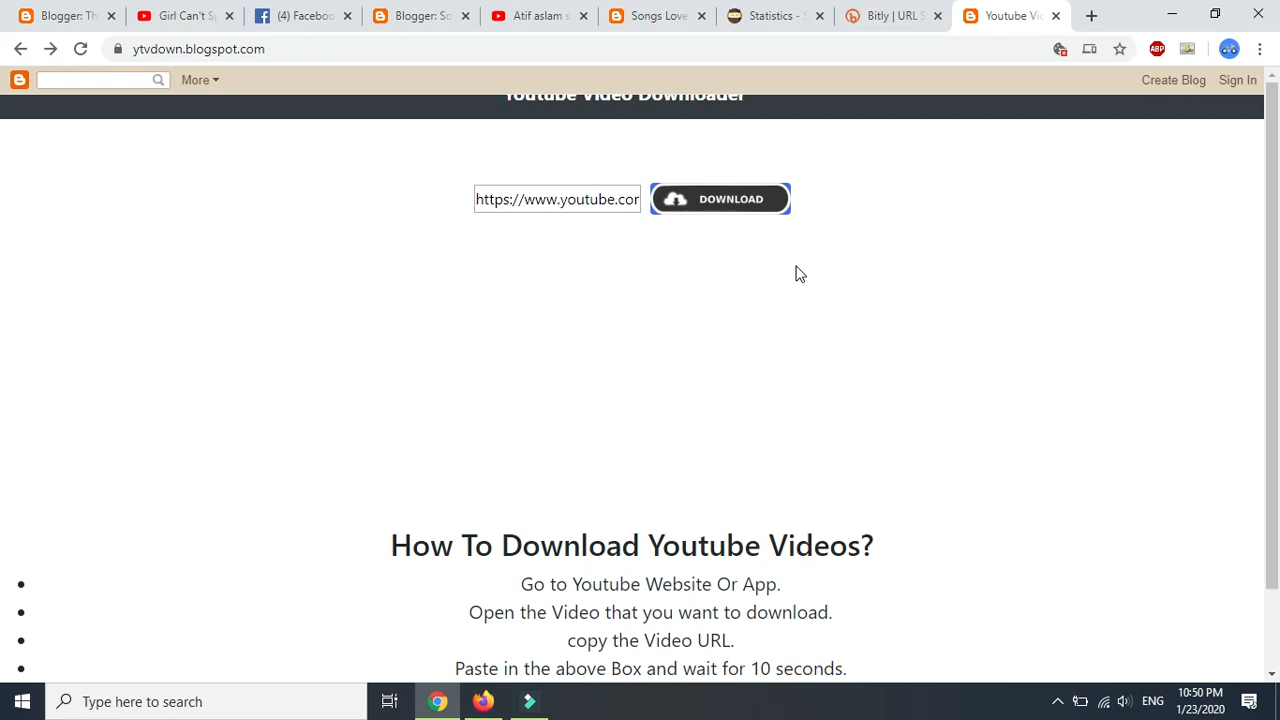 Blogger: Th
Girl Can't Sp
(4) Faceboo
Blogger: So
Atif aslam s
Songs Love
Statistics - S
Bitly | URL S
Youtube Vid
ytvdown.blogspot.com
ABP
More
Create Blog
Sign In
Youtube Video Downloader
https://www.youtube.cor
DOWNLOAD
How To Download Youtube Videos?
Go to Youtube Website Or App.
Open the Video that you want to download.
copy the Video URL.
Paste in the above Box and wait for 10 seconds.
Type here to search
ENG
10:50 PM
1/23/2020